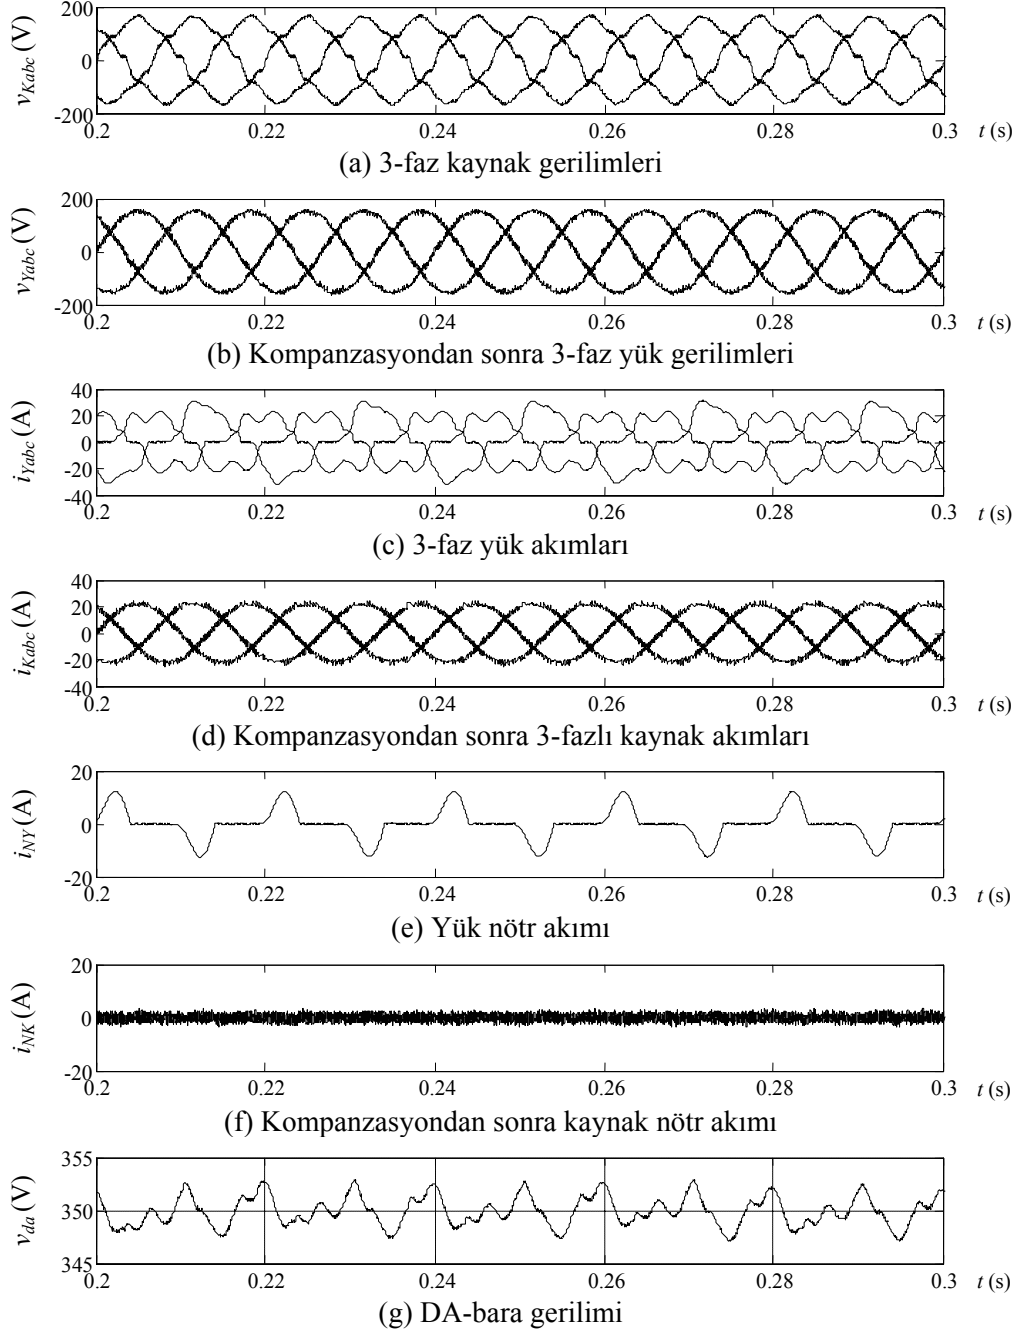 200
v_Kabc (V)
0
-200
0.2 0.22 0.24 0.26 0.28 0.3 t (s)
(a) 3-faz kaynak gerilimleri
200
v_Yabc (V)
0
-200
0.2 0.22 0.24 0.26 0.28 0.3 t (s)
(b) Kompanzasyondan sonra 3-faz yük gerilimleri
40
20
i_Yabc (A)
0
-20
-40
0.2 0.22 0.24 0.26 0.28 0.3 t (s)
(c) 3-faz yük akımları
40
20
i_Kabc (A)
0
-20
-40
0.2 0.22 0.24 0.26 0.28 0.3 t (s)
(d) Kompanzasyondan sonra 3-fazlı kaynak akımları
20
i_NY (A)
0
-20
0.2 0.22 0.24 0.26 0.28 0.3 t (s)
(e) Yük nötr akımı
20
i_NK (A)
0
-20
0.2 0.22 0.24 0.26 0.28 0.3 t (s)
(f) Kompanzasyondan sonra kaynak nötr akımı
355
v_da (V)
350
345
0.2 0.22 0.24 0.26 0.28 0.3 t (s)
(g) DA-bara gerilimi